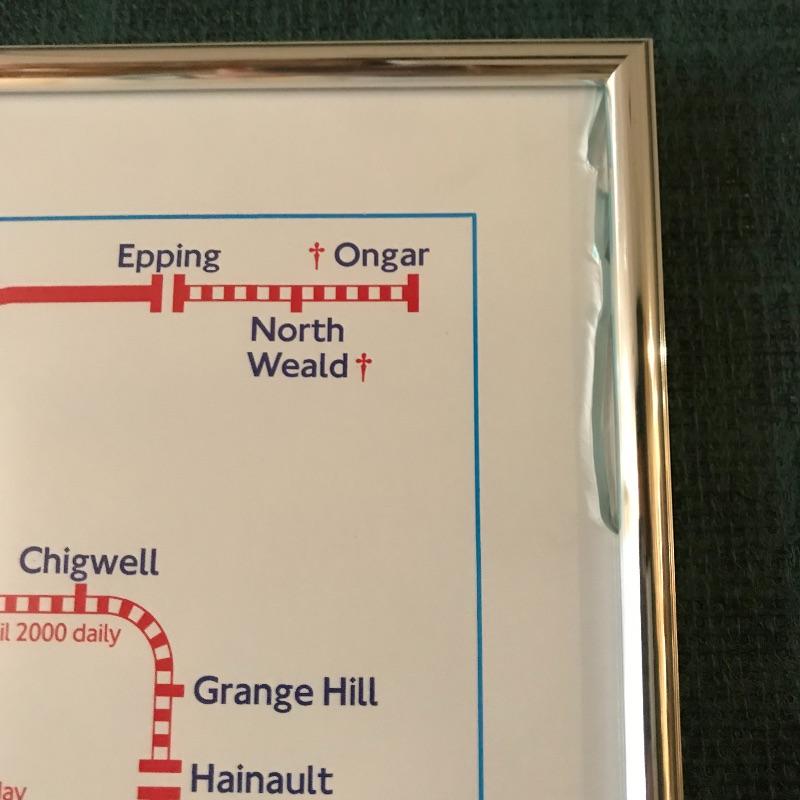 Epping
† Ongar
North
Weald †
Chigwell
il 2000 daily
Grange Hill
Hainault